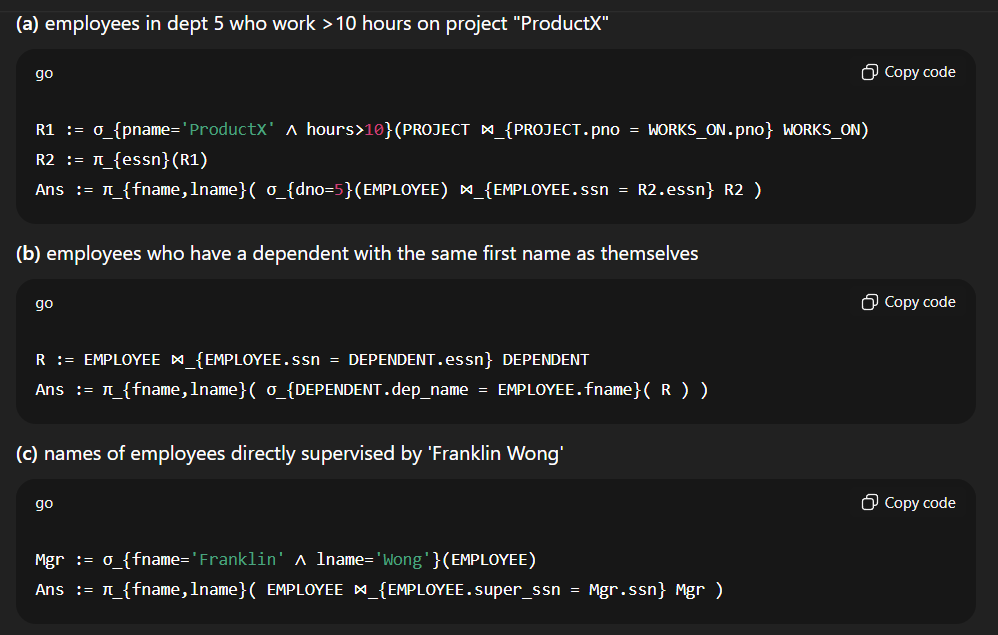 (a) employees in dept 5 who work >10 hours on project "ProductX"
go
Copy code
R1 := σ_{pname='ProductX' ∧ hours>10}(PROJECT ⋈_{PROJECT.pno = WORKS_ON.pno} WORKS_ON)
R2 := π_{essn}(R1)
Ans := π_{fname,lname}( σ_{dno=5}(EMPLOYEE) ⋈_{EMPLOYEE.ssn = R2.essn} R2 )
(b) employees who have a dependent with the same first name as themselves
go
Copy code
R := EMPLOYEE ⋈_{EMPLOYEE.ssn = DEPENDENT.essn} DEPENDENT
Ans := π_{fname,lname}( σ_{DEPENDENT.dep_name = EMPLOYEE.fname}( R ) )
(c) names of employees directly supervised by 'Franklin Wong'
go
Copy code
Mgr := σ_{fname='Franklin' ∧ lname='Wong'}(EMPLOYEE)
Ans := π_{fname,lname}( EMPLOYEE ⋈_{EMPLOYEE.super_ssn = Mgr.ssn} Mgr )